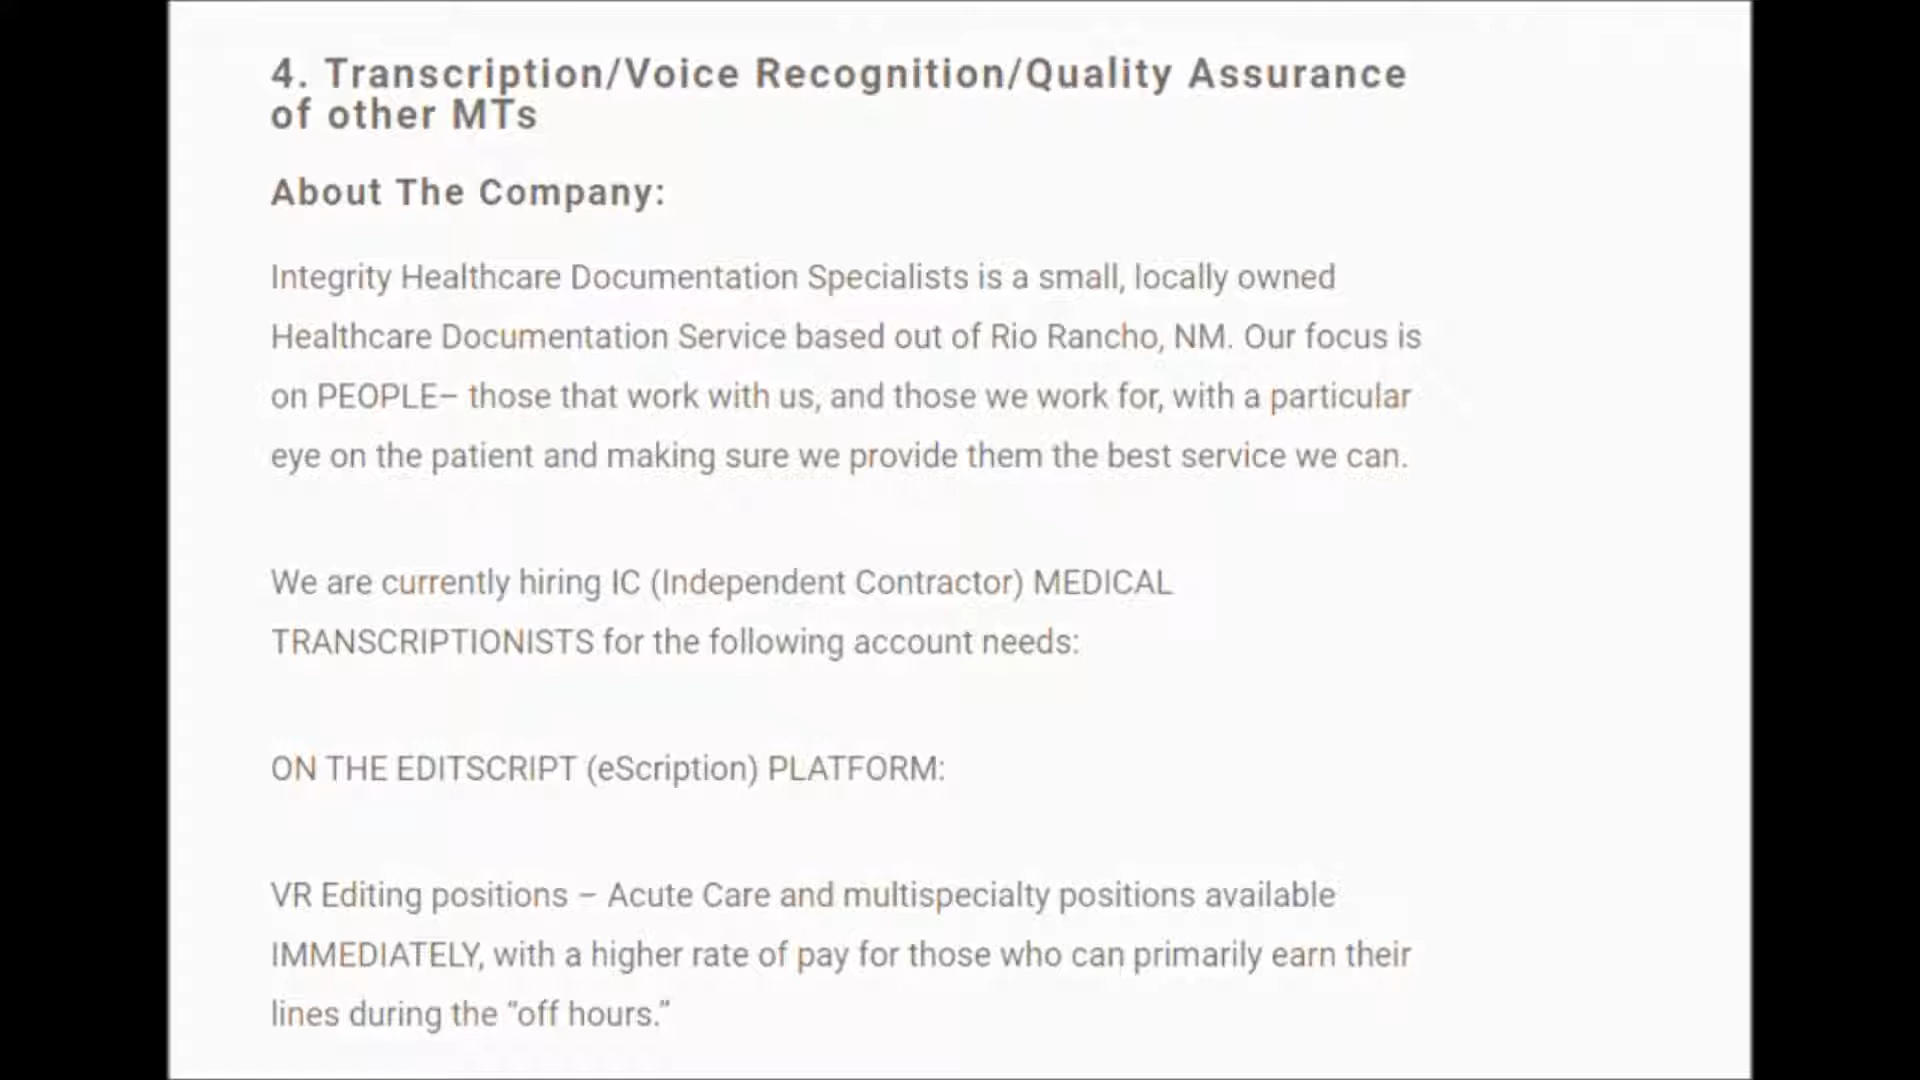 4. Transcription/Voice Recognition/Quality Assurance
of other MTs
About The Company:
Integrity Healthcare Documentation Specialists is a small, locally owned
Healthcare Documentation Service based out of Rio Rancho, NM. Our focus is
on PEOPLE– those that work with us, and those we work for, with a particular
eye on the patient and making sure we provide them the best service we can.
We are currently hiring IC (Independent Contractor) MEDICAL
TRANSCRIPTIONISTS for the following account needs:
ON THE EDITSCRIPT (eScription) PLATFORM:
VR Editing positions – Acute Care and multispecialty positions available
IMMEDIATELY, with a higher rate of pay for those who can primarily earn their
lines during the “off hours.”